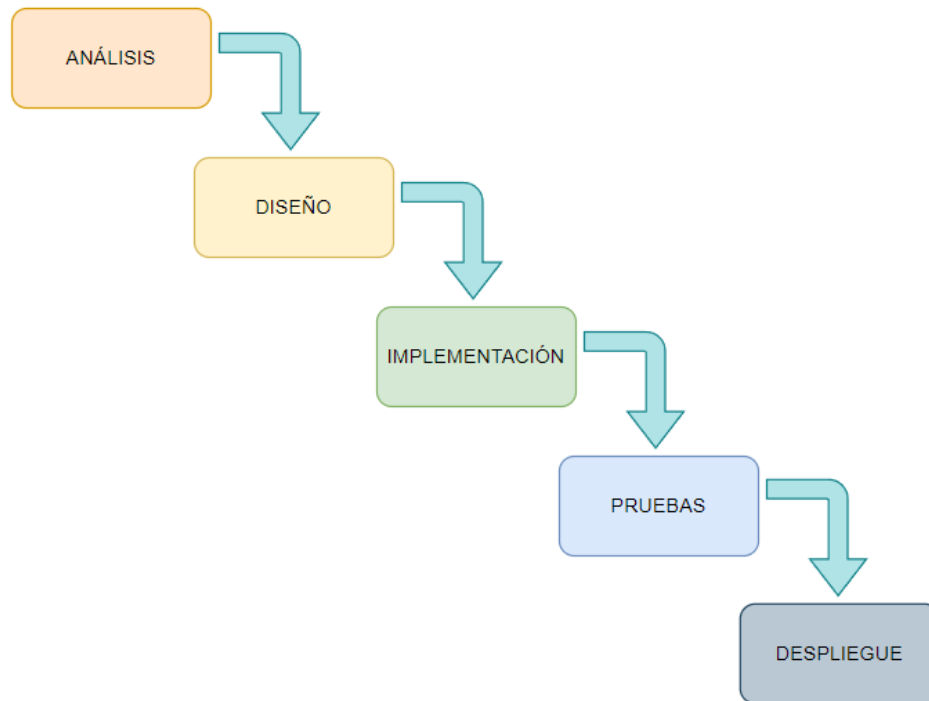 ANÁLISIS
DISEÑO
IMPLEMENTACIÓN
PRUEBAS
DESPLIEGUE